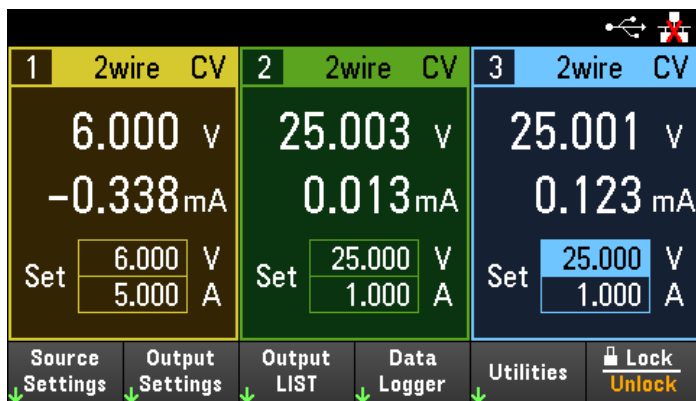 1 2wire CV 2 2wire CV 3 2wire CV
6.000 V 25.003 V 25.001 V
-0.338mA 0.013mA 0.123 mA
Set 6.000 V Set 25.000 V Set 25.000 V
5.000 A 1.000 A 1.000 A
Source Output Output Data Utilities Lock
Settings Settings LIST Logger Unlock